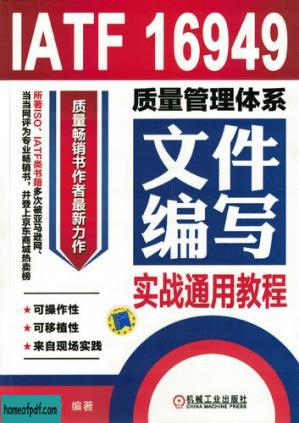 IATF 16949
质量管理体系
文件
编写
实战通用教程
质量畅销书作者最新力作
所著ISO、IATF类书籍多次被亚马逊网、
当当网评为专业畅销书，并登上京东商城热卖榜
★可操作性
★可移植性
★来自现场实践
编著
机械工业出版社
CHINA MACHINE PRESS
homeofpdf.com